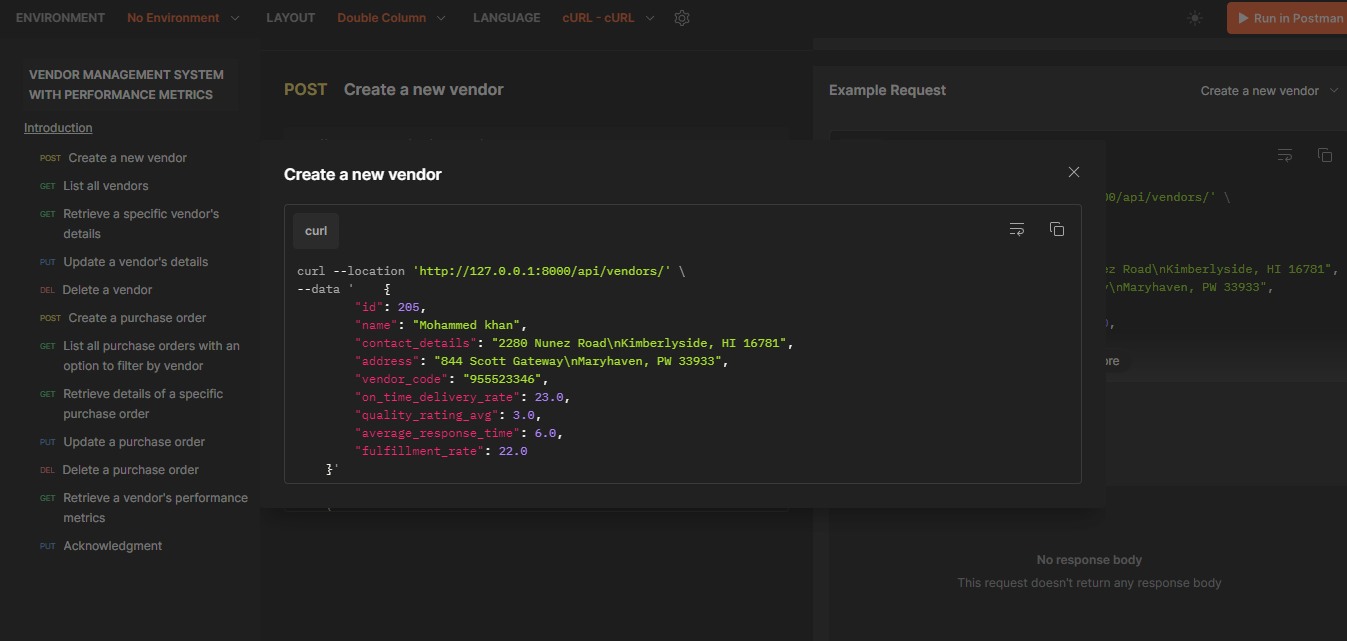 ENVIRONMENT No Environment LAYOUT Double Column LANGUAGE cURL - cURL Run in Postman
VENDOR MANAGEMENT SYSTEM
WITH PERFORMANCE METRICS
Introduction
POST Create a new vendor
GET List all vendors
GET Retrieve a specific vendor's
details
PUT Update a vendor's details
DEL Delete a vendor
POST Create a purchase order
GET List all purchase orders with an
option to filter by vendor
GET Retrieve details of a specific
purchase order
PUT Update a purchase order
DEL Delete a purchase order
GET Retrieve a vendor's performance
metrics
PUT Acknowledgment
POST Create a new vendor
Create a new vendor
curl
curl --location 'http://127.0.0.1:8000/api/vendors/' \
--data '    {
        "id": 205,
        "name": "Mohammed khan",
        "contact_details": "2280 Nunez Road\nKimberlyside, HI 16781",
        "address": "844 Scott Gateway\nMaryhaven, PW 33933",
        "vendor_code": "955523346",
        "on_time_delivery_rate": 23.0,
        "quality_rating_avg": 3.0,
        "average_response_time": 6.0,
        "fulfillment_rate": 22.0
    }'
Example Request Create a new vendor
00/api/vendors/' \
ez Road\nKimberlyside, HI 16781",
y\nMaryhaven, PW 33933",
0,
ore
No response body
This request doesn't return any response body